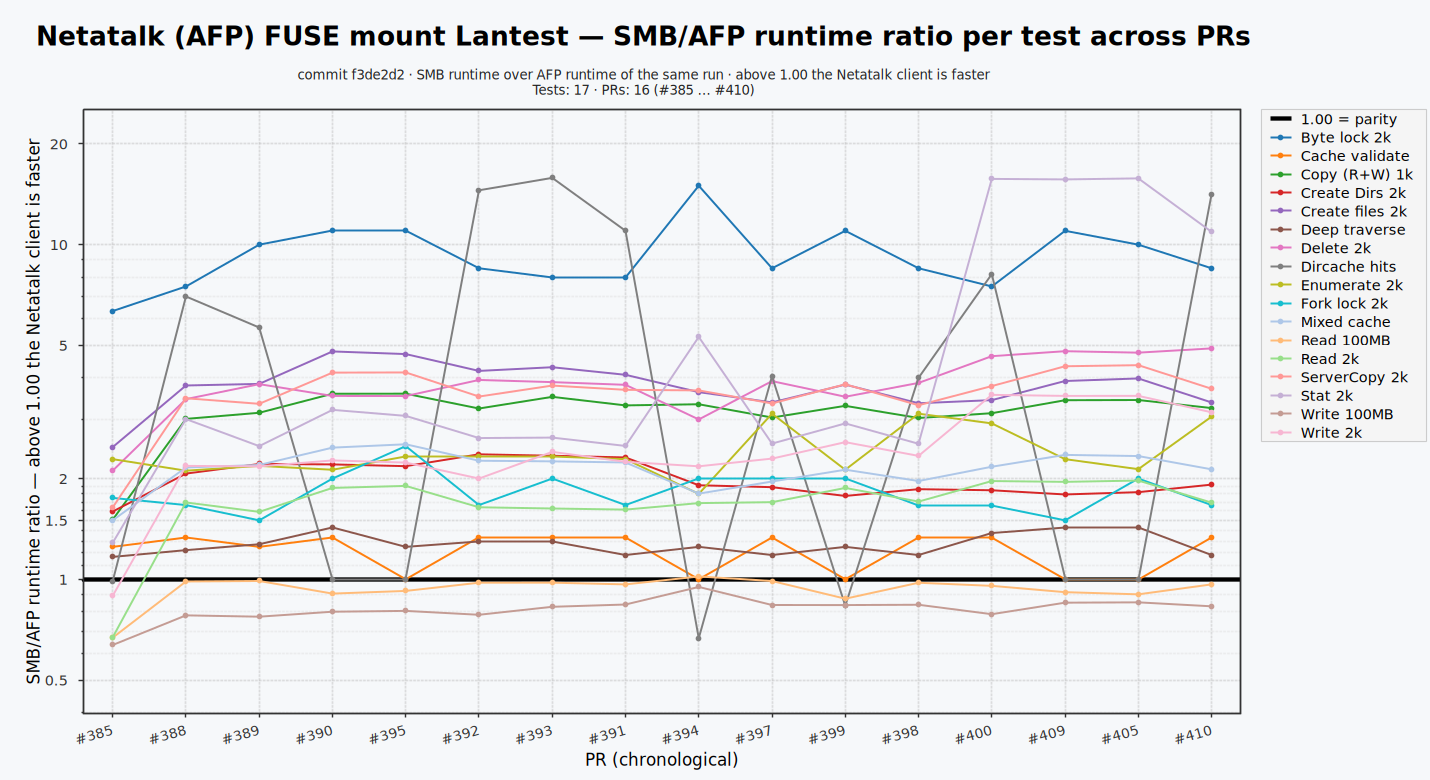 Netatalk (AFP) FUSE mount Lantest — SMB/AFP runtime ratio per test across PRs
commit f3de2d2 · SMB runtime over AFP runtime of the same run · above 1.00 the Netatalk client is faster
Tests: 17 · PRs: 16 (#385 … #410)
SMB/AFP runtime ratio — above 1.00 the Netatalk client is faster
20
10
5
2
1.5
1
0.5
#385
#388
#389
#390
#395
#392
#393
#391
#394
#397
#399
#398
#400
#409
#405
#410
PR (chronological)
1.00 = parity
Byte lock 2k
Cache validate
Copy (R+W) 1k
Create Dirs 2k
Create files 2k
Deep traverse
Delete 2k
Dircache hits
Enumerate 2k
Fork lock 2k
Mixed cache
Read 100MB
Read 2k
ServerCopy 2k
Stat 2k
Write 100MB
Write 2k